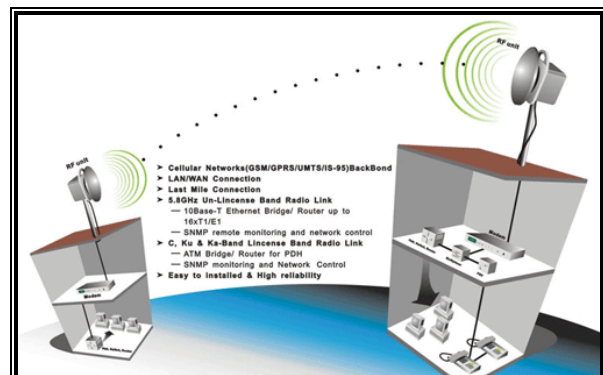 RF unit
RF unit
➤ Cellular Networks(GSM/GPRS/UMTS/IS-95)BackBond
➤ LAN/WAN Connection
➤ Last Mile Connection
➤ 5.8GHz Un-Lincense Band Radio Link
— 10Base-T Ethernet Bridge/ Router up to
16xT1/E1
— SNMP remote monitoring and network control
➤ C, Ku & Ka-Band Lincense Band Radio Link
— ATM Bridge/ Router for PDH
— SNMP monitoring and Network Control
➤ Easy to installed & High reliability
Modem
Modem
Hub, Switch, Router